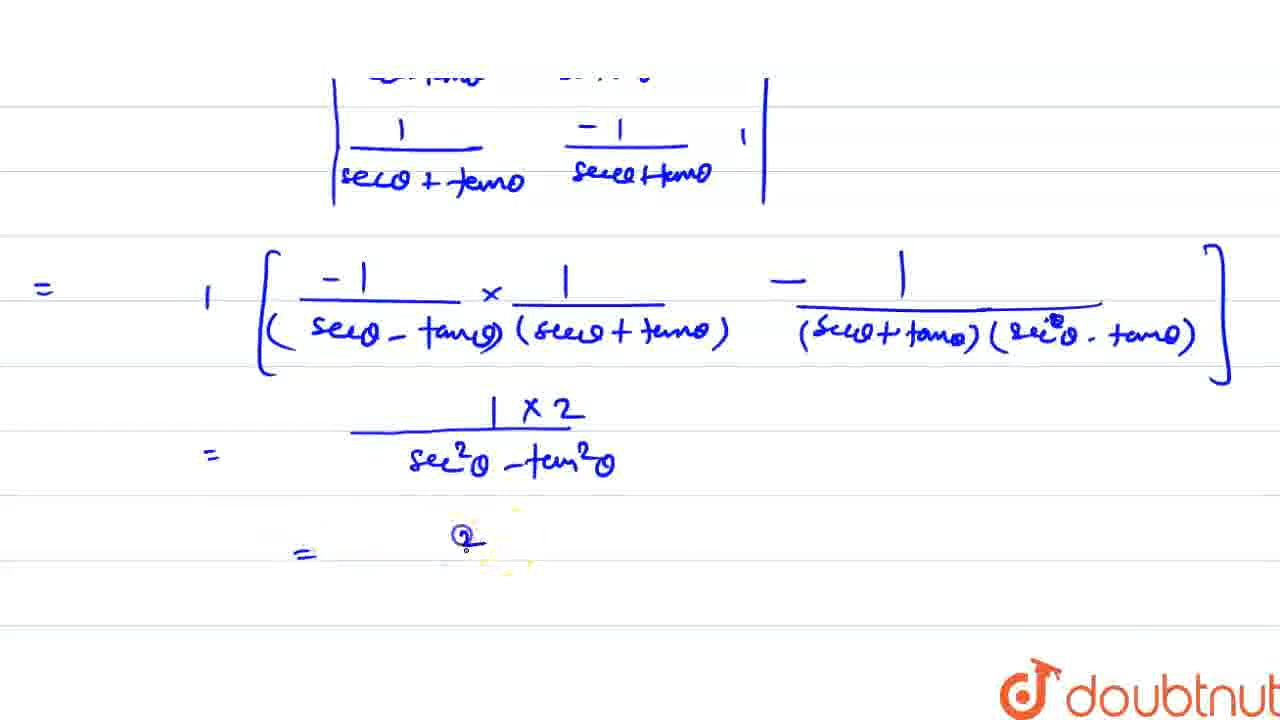 1 -1 1
secθ + tanθ secθ + tanθ
= 1 [ -1 × 1 - 1 ]
(secθ - tanθ) (secθ + tanθ) (secθ + tanθ) (secθ - tanθ)
1 × 2
= sec²θ - tan²θ
= 2
doubtnut